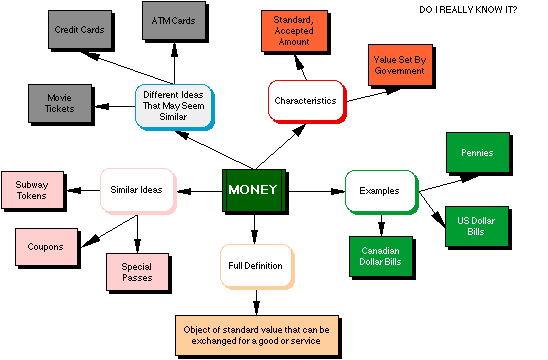 DO I REALLY KNOW IT?
Credit Cards
ATM Cards
Standard,
Accepted
Amount
Value Set By
Government
Movie
Tickets
Different Ideas
That May Seem
Similar
Characteristics
Pennies
Subway
Tokens
Similar Ideas
MONEY
Examples
US Dollar
Bills
Coupons
Special
Passes
Full Definition
Canadian
Dollar Bills
Object of standard value that can be
exchanged for a good or service